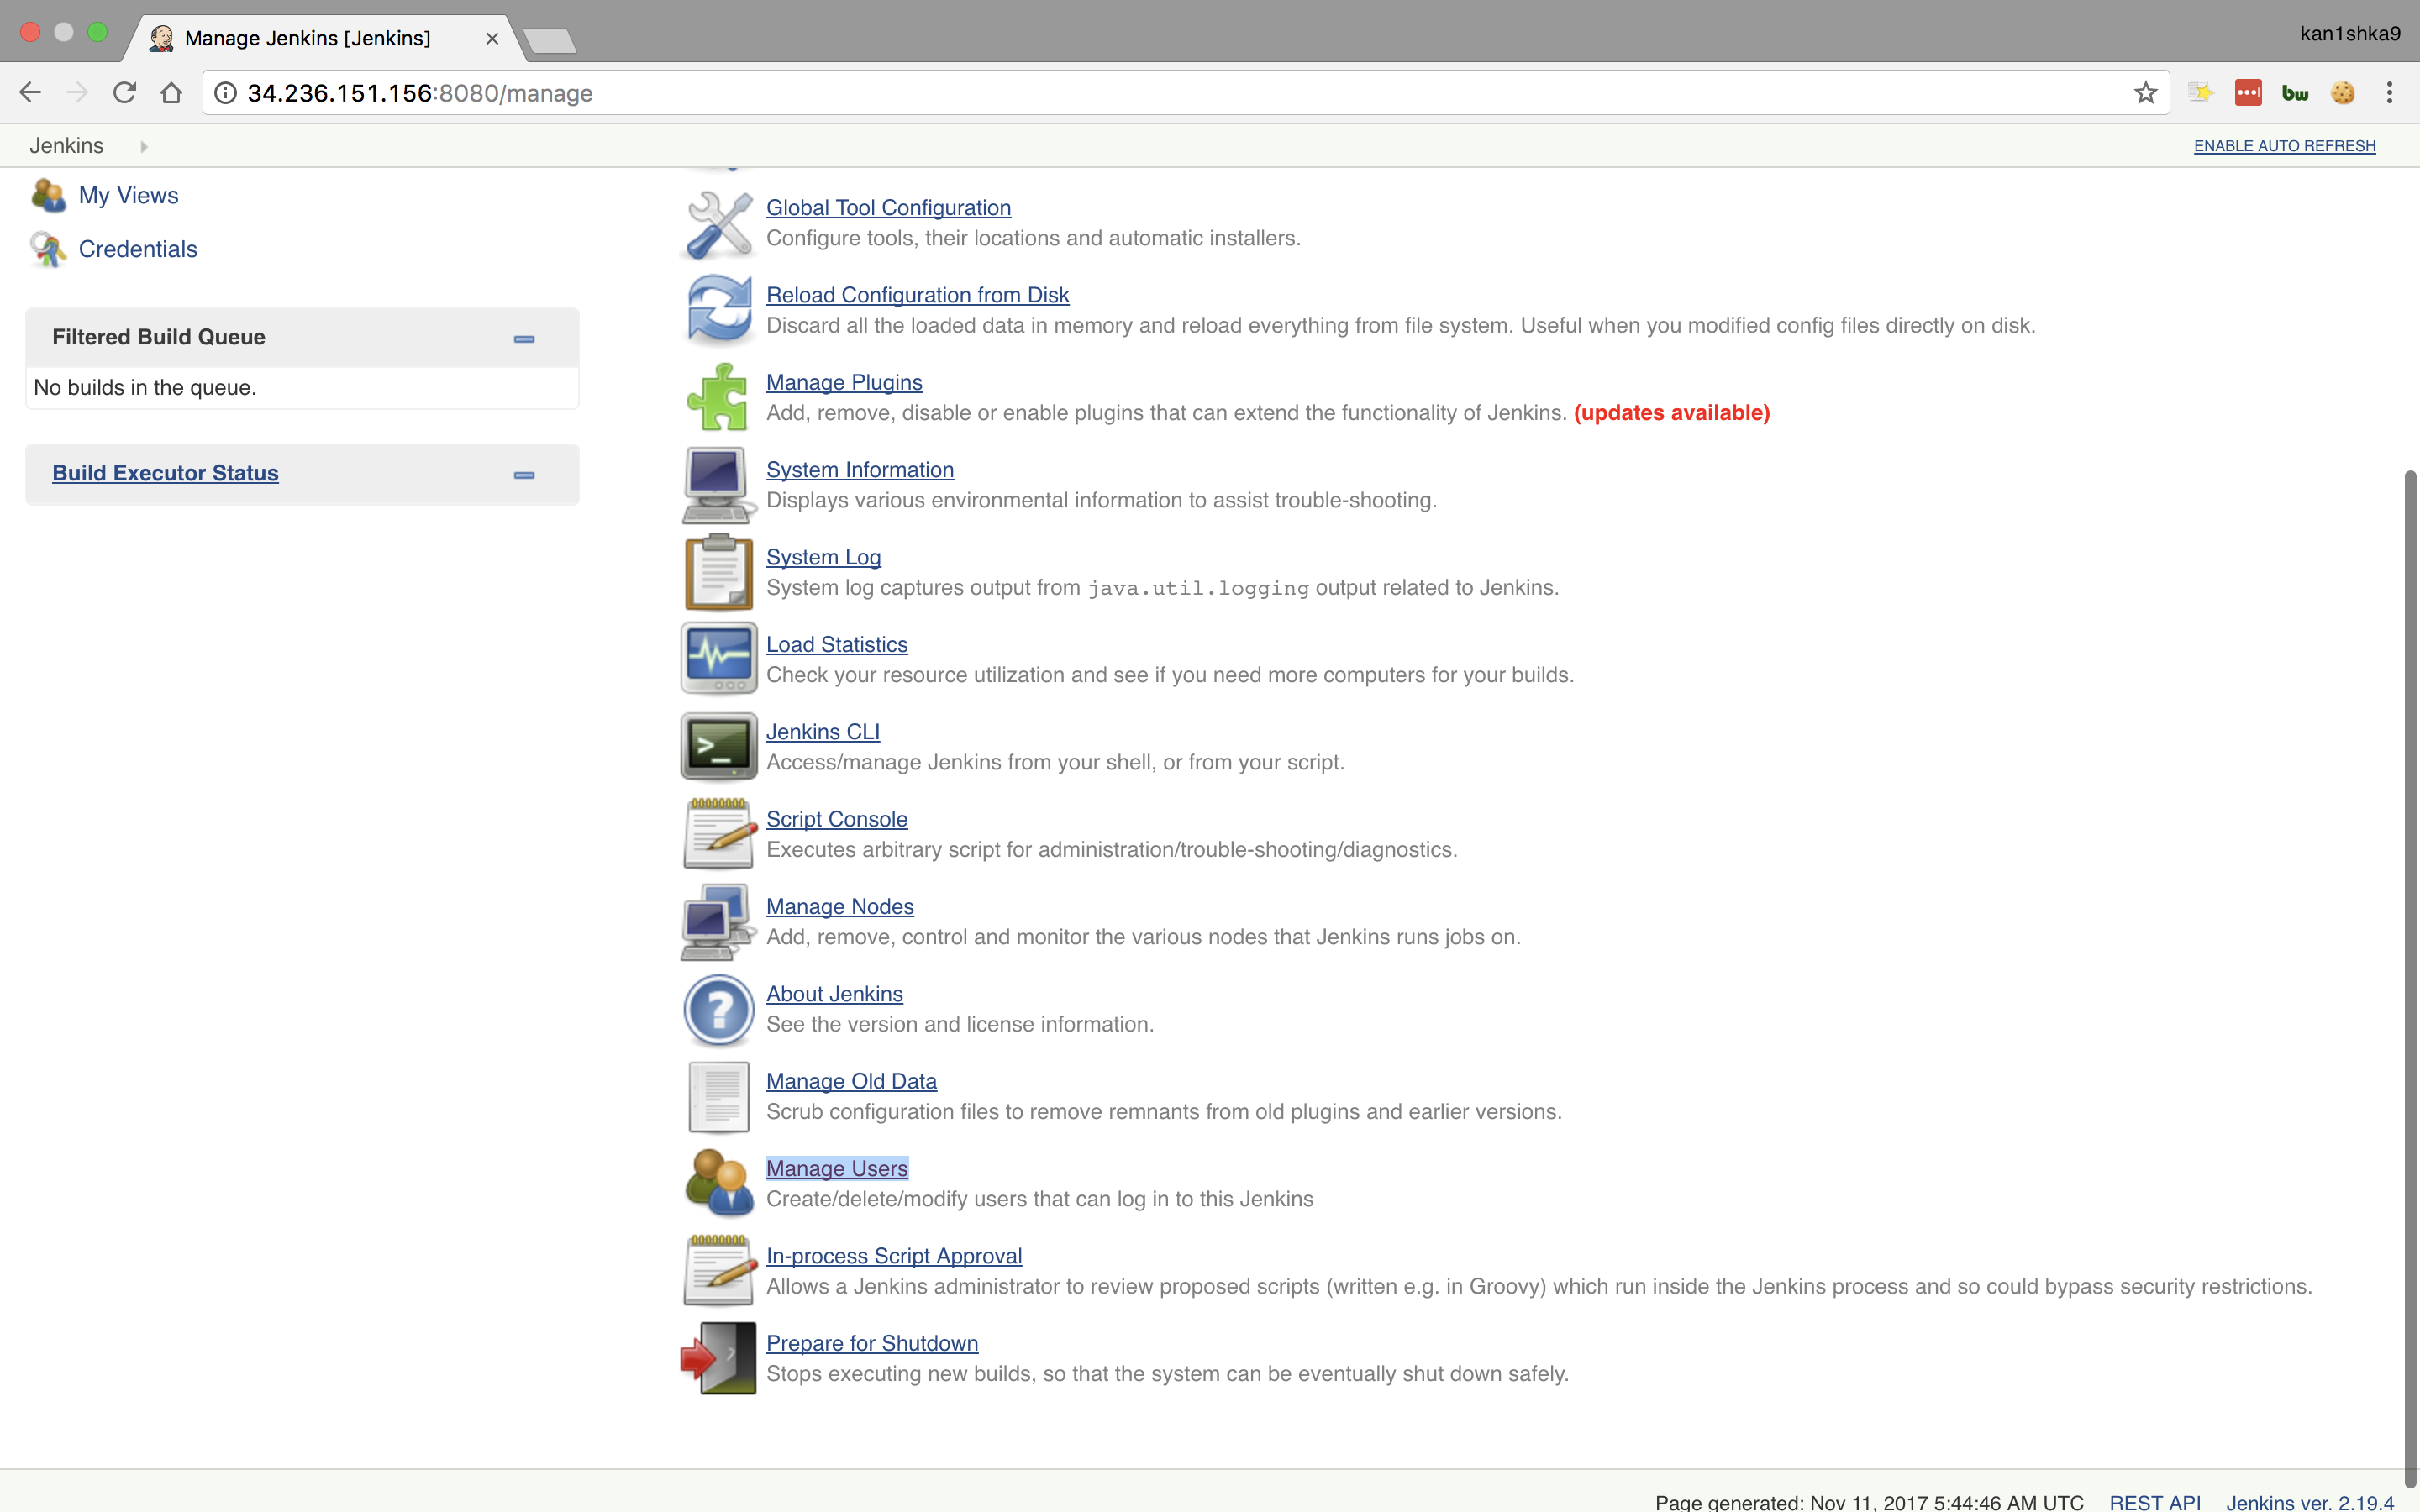 Manage Jenkins [Jenkins]
kan1shka9
34.236.151.156:8080/manage
bw
Jenkins
ENABLE AUTO REFRESH
My Views
Credentials
Filtered Build Queue
No builds in the queue.
Build Executor Status
Global Tool Configuration
Configure tools, their locations and automatic installers.
Reload Configuration from Disk
Discard all the loaded data in memory and reload everything from file system. Useful when you modified config files directly on disk.
Manage Plugins
Add, remove, disable or enable plugins that can extend the functionality of Jenkins. (updates available)
System Information
Displays various environmental information to assist trouble-shooting.
System Log
System log captures output from java.util.logging output related to Jenkins.
Load Statistics
Check your resource utilization and see if you need more computers for your builds.
Jenkins CLI
Access/manage Jenkins from your shell, or from your script.
Script Console
Executes arbitrary script for administration/trouble-shooting/diagnostics.
Manage Nodes
Add, remove, control and monitor the various nodes that Jenkins runs jobs on.
About Jenkins
See the version and license information.
Manage Old Data
Scrub configuration files to remove remnants from old plugins and earlier versions.
Manage Users
Create/delete/modify users that can log in to this Jenkins
In-process Script Approval
Allows a Jenkins administrator to review proposed scripts (written e.g. in Groovy) which run inside the Jenkins process and so could bypass security restrictions.
Prepare for Shutdown
Stops executing new builds, so that the system can be eventually shut down safely.
Page generated: Nov 11, 2017 5:44:46 AM UTC REST API Jenkins ver. 2.19.4